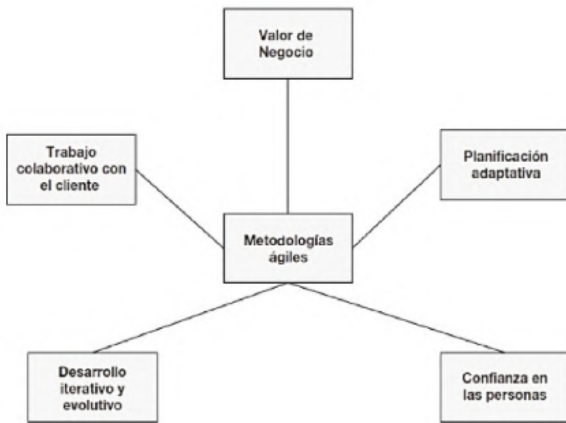 Valor de
Negocio
Trabajo
colaborativo con
el cliente
Planificación
adaptativa
Metodologías
ágiles
Desarrollo
iterativo y
evolutivo
Confianza en
las personas